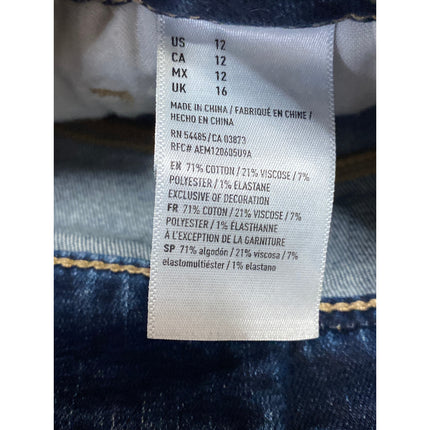 US 12
CA 12
MX 12
UK 16
MADE IN CHINA / FABRIQUÉ EN CHINE /
HECHO EN CHINA
RN 54485/CA 03873
RFC# AEM120605U9A
EN 71% COTTON / 21% VISCOSE / 7%
POLYESTER / 1% ELASTANE
EXCLUSIVE OF DECORATION
FR 71% COTON / 21% VISCOSE / 7%
POLYESTER / 1% ÉLASTHANNE
À L'EXCEPTION DE LA GARNITURE
SP 71% algodón / 21% viscosa / 7%
elastomultiéster / 1% elastano